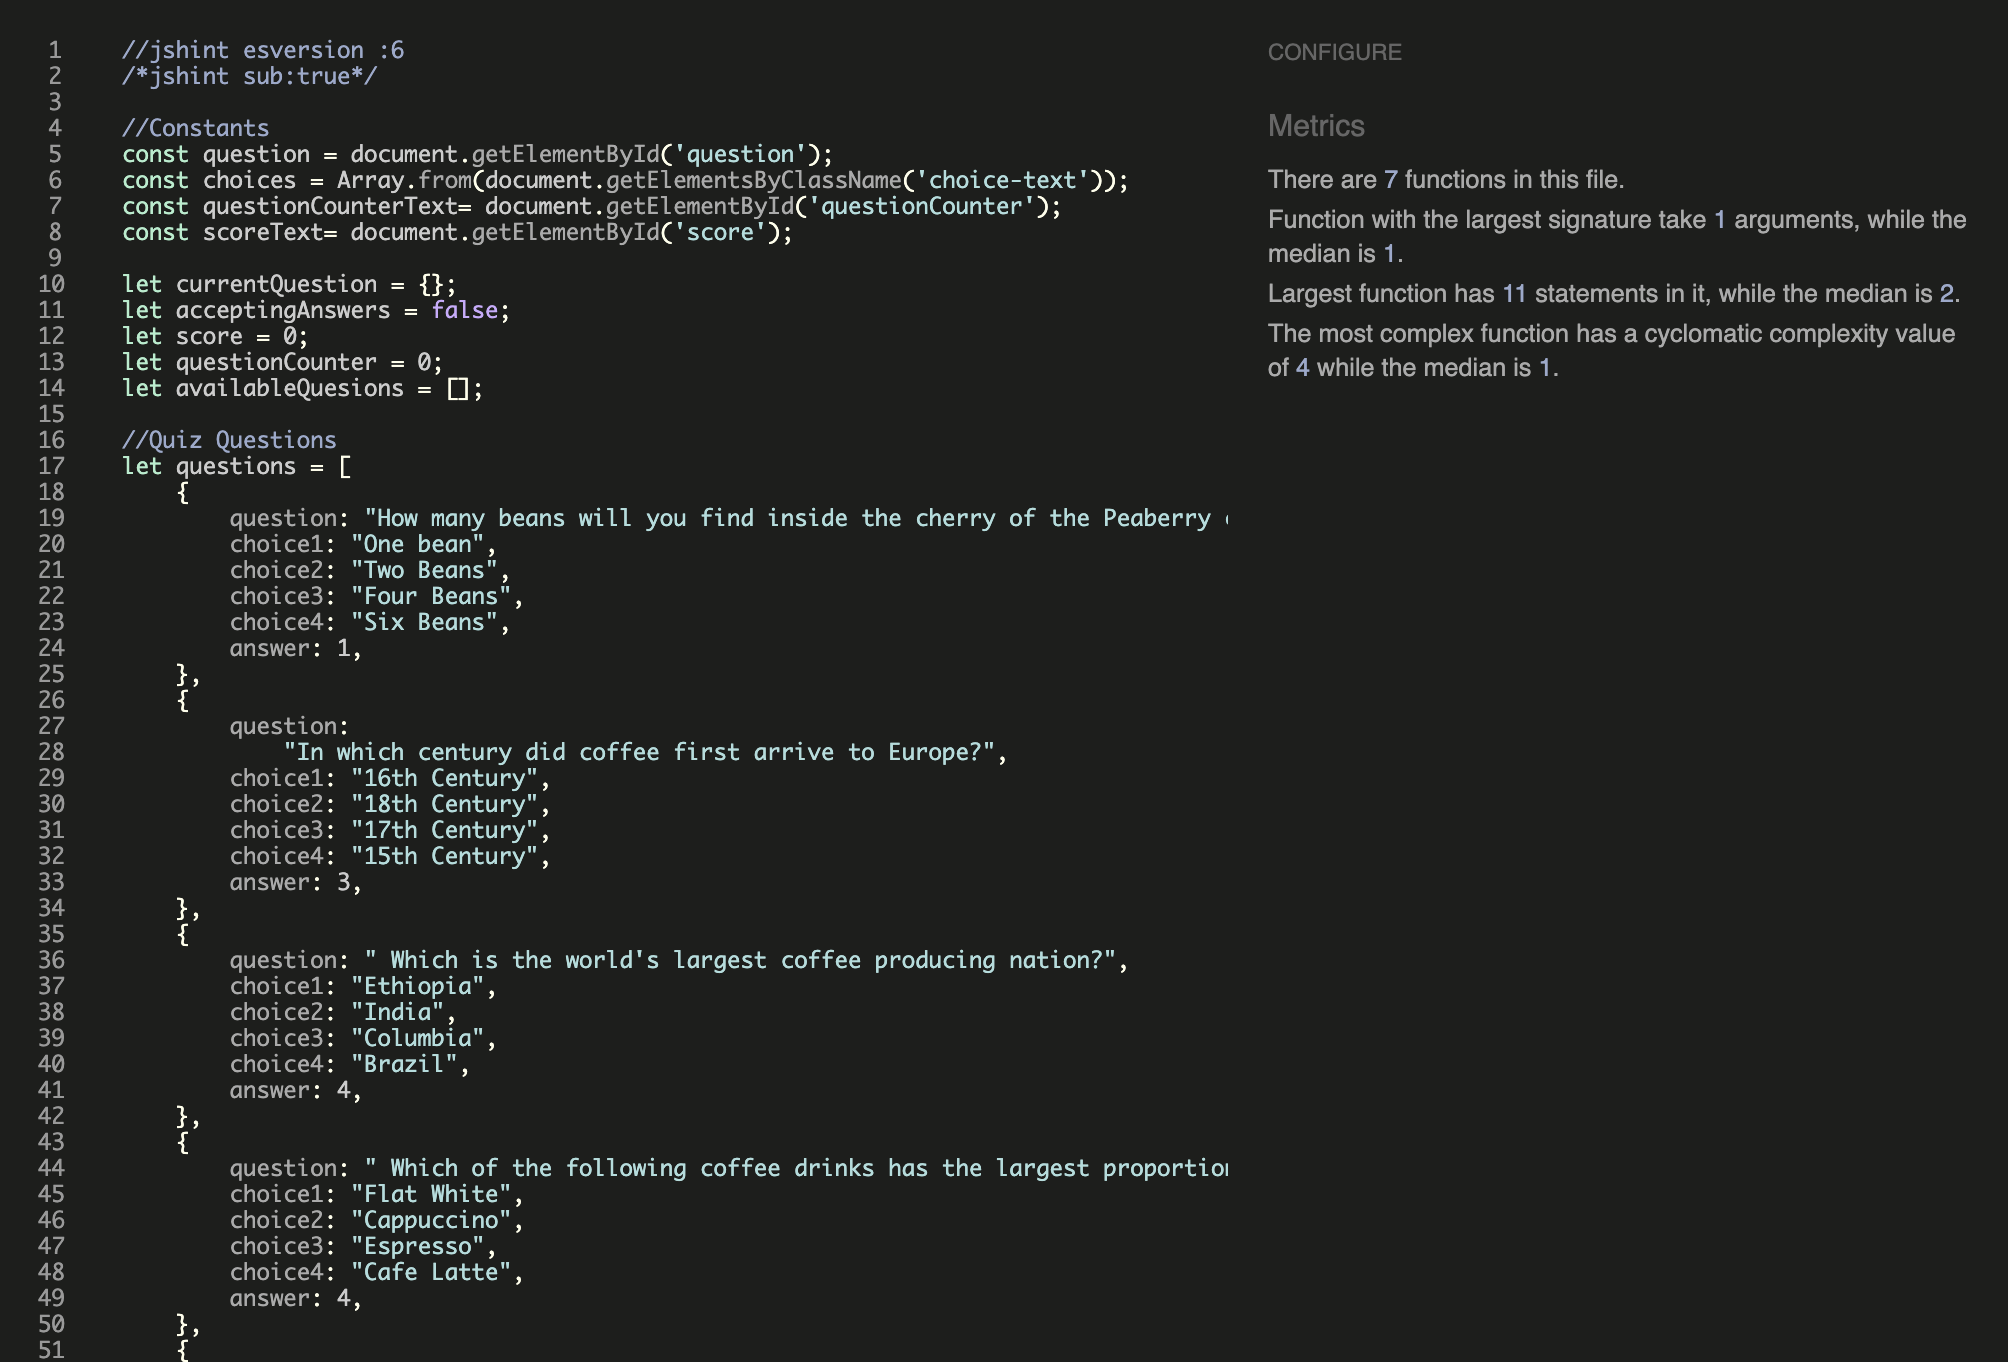 1 //jshint esversion :6
2 /*jshint sub:true*/
3
4 //Constants
5 const question = document.getElementById('question');
6 const choices = Array.from(document.getElementsByClassName('choice-text'));
7 const questionCounterText= document.getElementById('questionCounter');
8 const scoreText= document.getElementById('score');
9
10 let currentQuestion = {};
11 let acceptingAnswers = false;
12 let score = 0;
13 let questionCounter = 0;
14 let availableQuesions = [];
15
16 //Quiz Questions
17 let questions = [
18 {
19 question: "How many beans will you find inside the cherry of the Peaberry
20 choice1: "One bean",
21 choice2: "Two Beans",
22 choice3: "Four Beans",
23 choice4: "Six Beans",
24 answer: 1,
25 },
26 {
27 question:
28 "In which century did coffee first arrive to Europe?",
29 choice1: "16th Century",
30 choice2: "18th Century",
31 choice3: "17th Century",
32 choice4: "15th Century",
33 answer: 3,
34 },
35 {
36 question: " Which is the world's largest coffee producing nation?",
37 choice1: "Ethiopia",
38 choice2: "India",
39 choice3: "Columbia",
40 choice4: "Brazil",
41 answer: 4,
42 },
43 {
44 question: " Which of the following coffee drinks has the largest proportion
45 choice1: "Flat White",
46 choice2: "Cappuccino",
47 choice3: "Espresso",
48 choice4: "Cafe Latte",
49 answer: 4,
50 },
51 {
CONFIGURE
Metrics
There are 7 functions in this file.
Function with the largest signature take 1 arguments, while the
median is 1.
Largest function has 11 statements in it, while the median is 2.
The most complex function has a cyclomatic complexity value
of 4 while the median is 1.